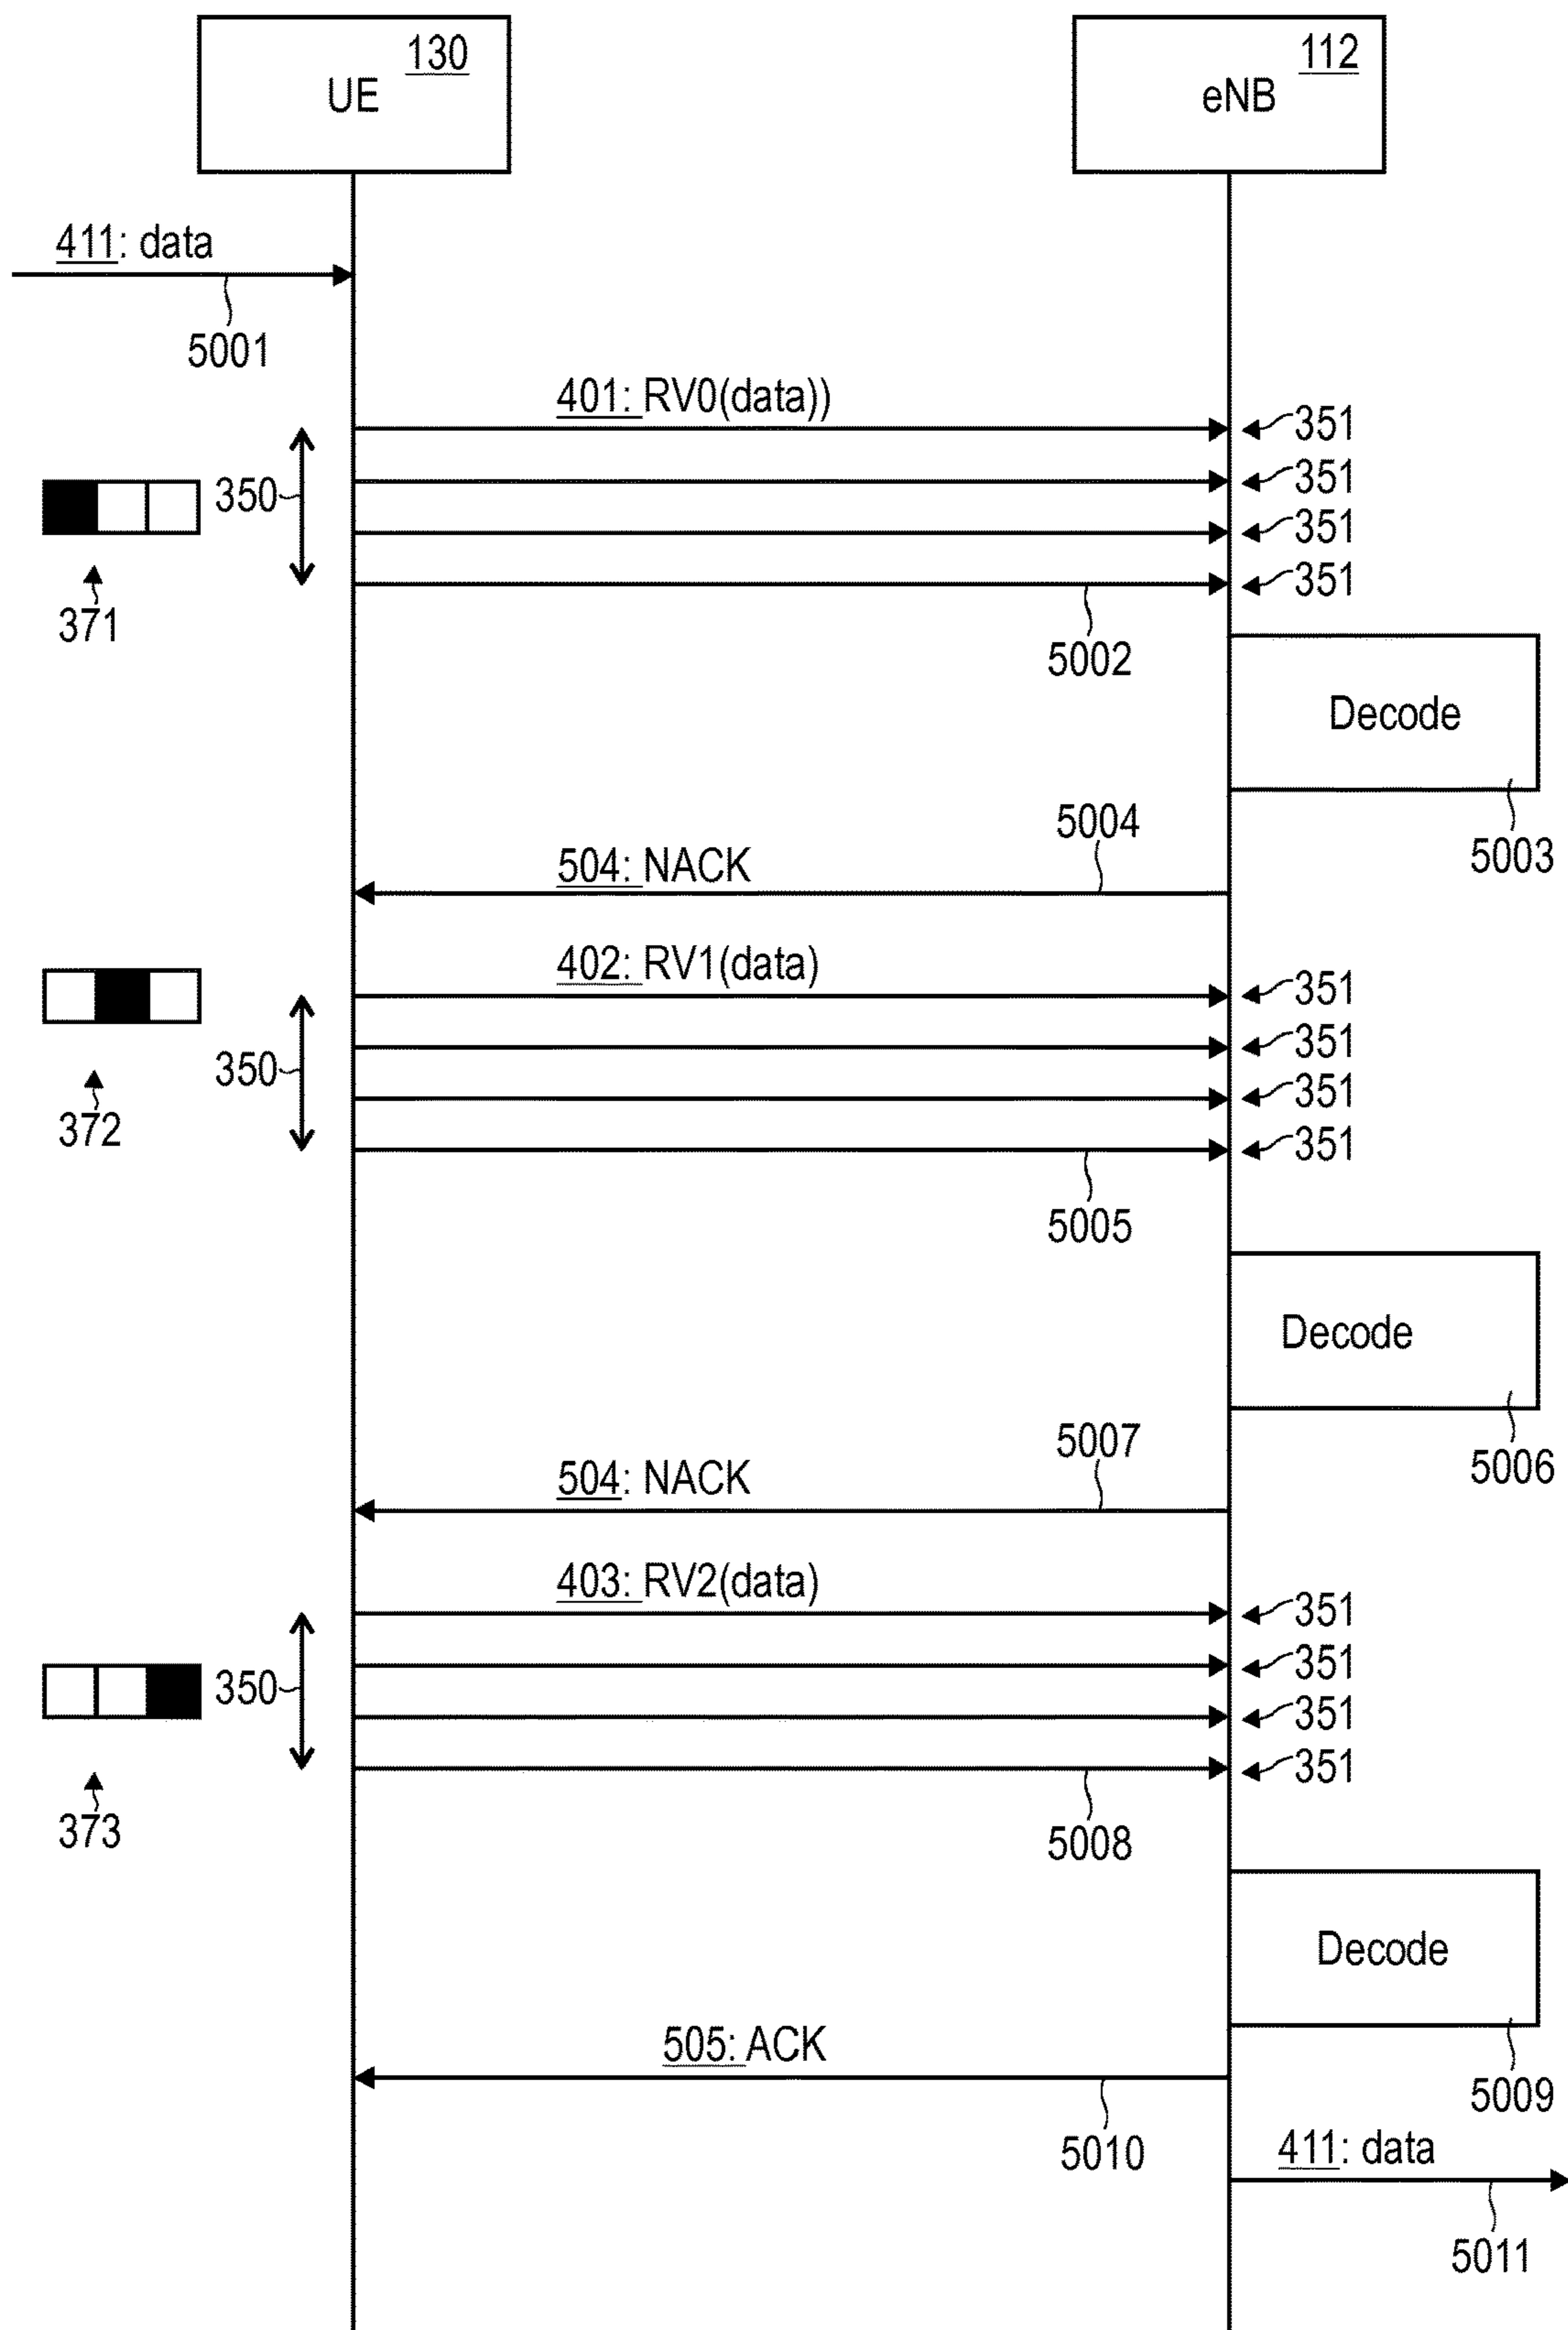 130
UE
112
eNB
411: data
5001
401: RV0(data))
351
350
351
351
351
371
5002
Decode
5003
5004
504: NACK
402: RV1(data)
351
351
350
351
372
351
5005
Decode
5006
5007
504: NACK
403: RV2(data)
351
351
350
351
351
373
5008
Decode
5009
505: ACK
5010
411: data
5011